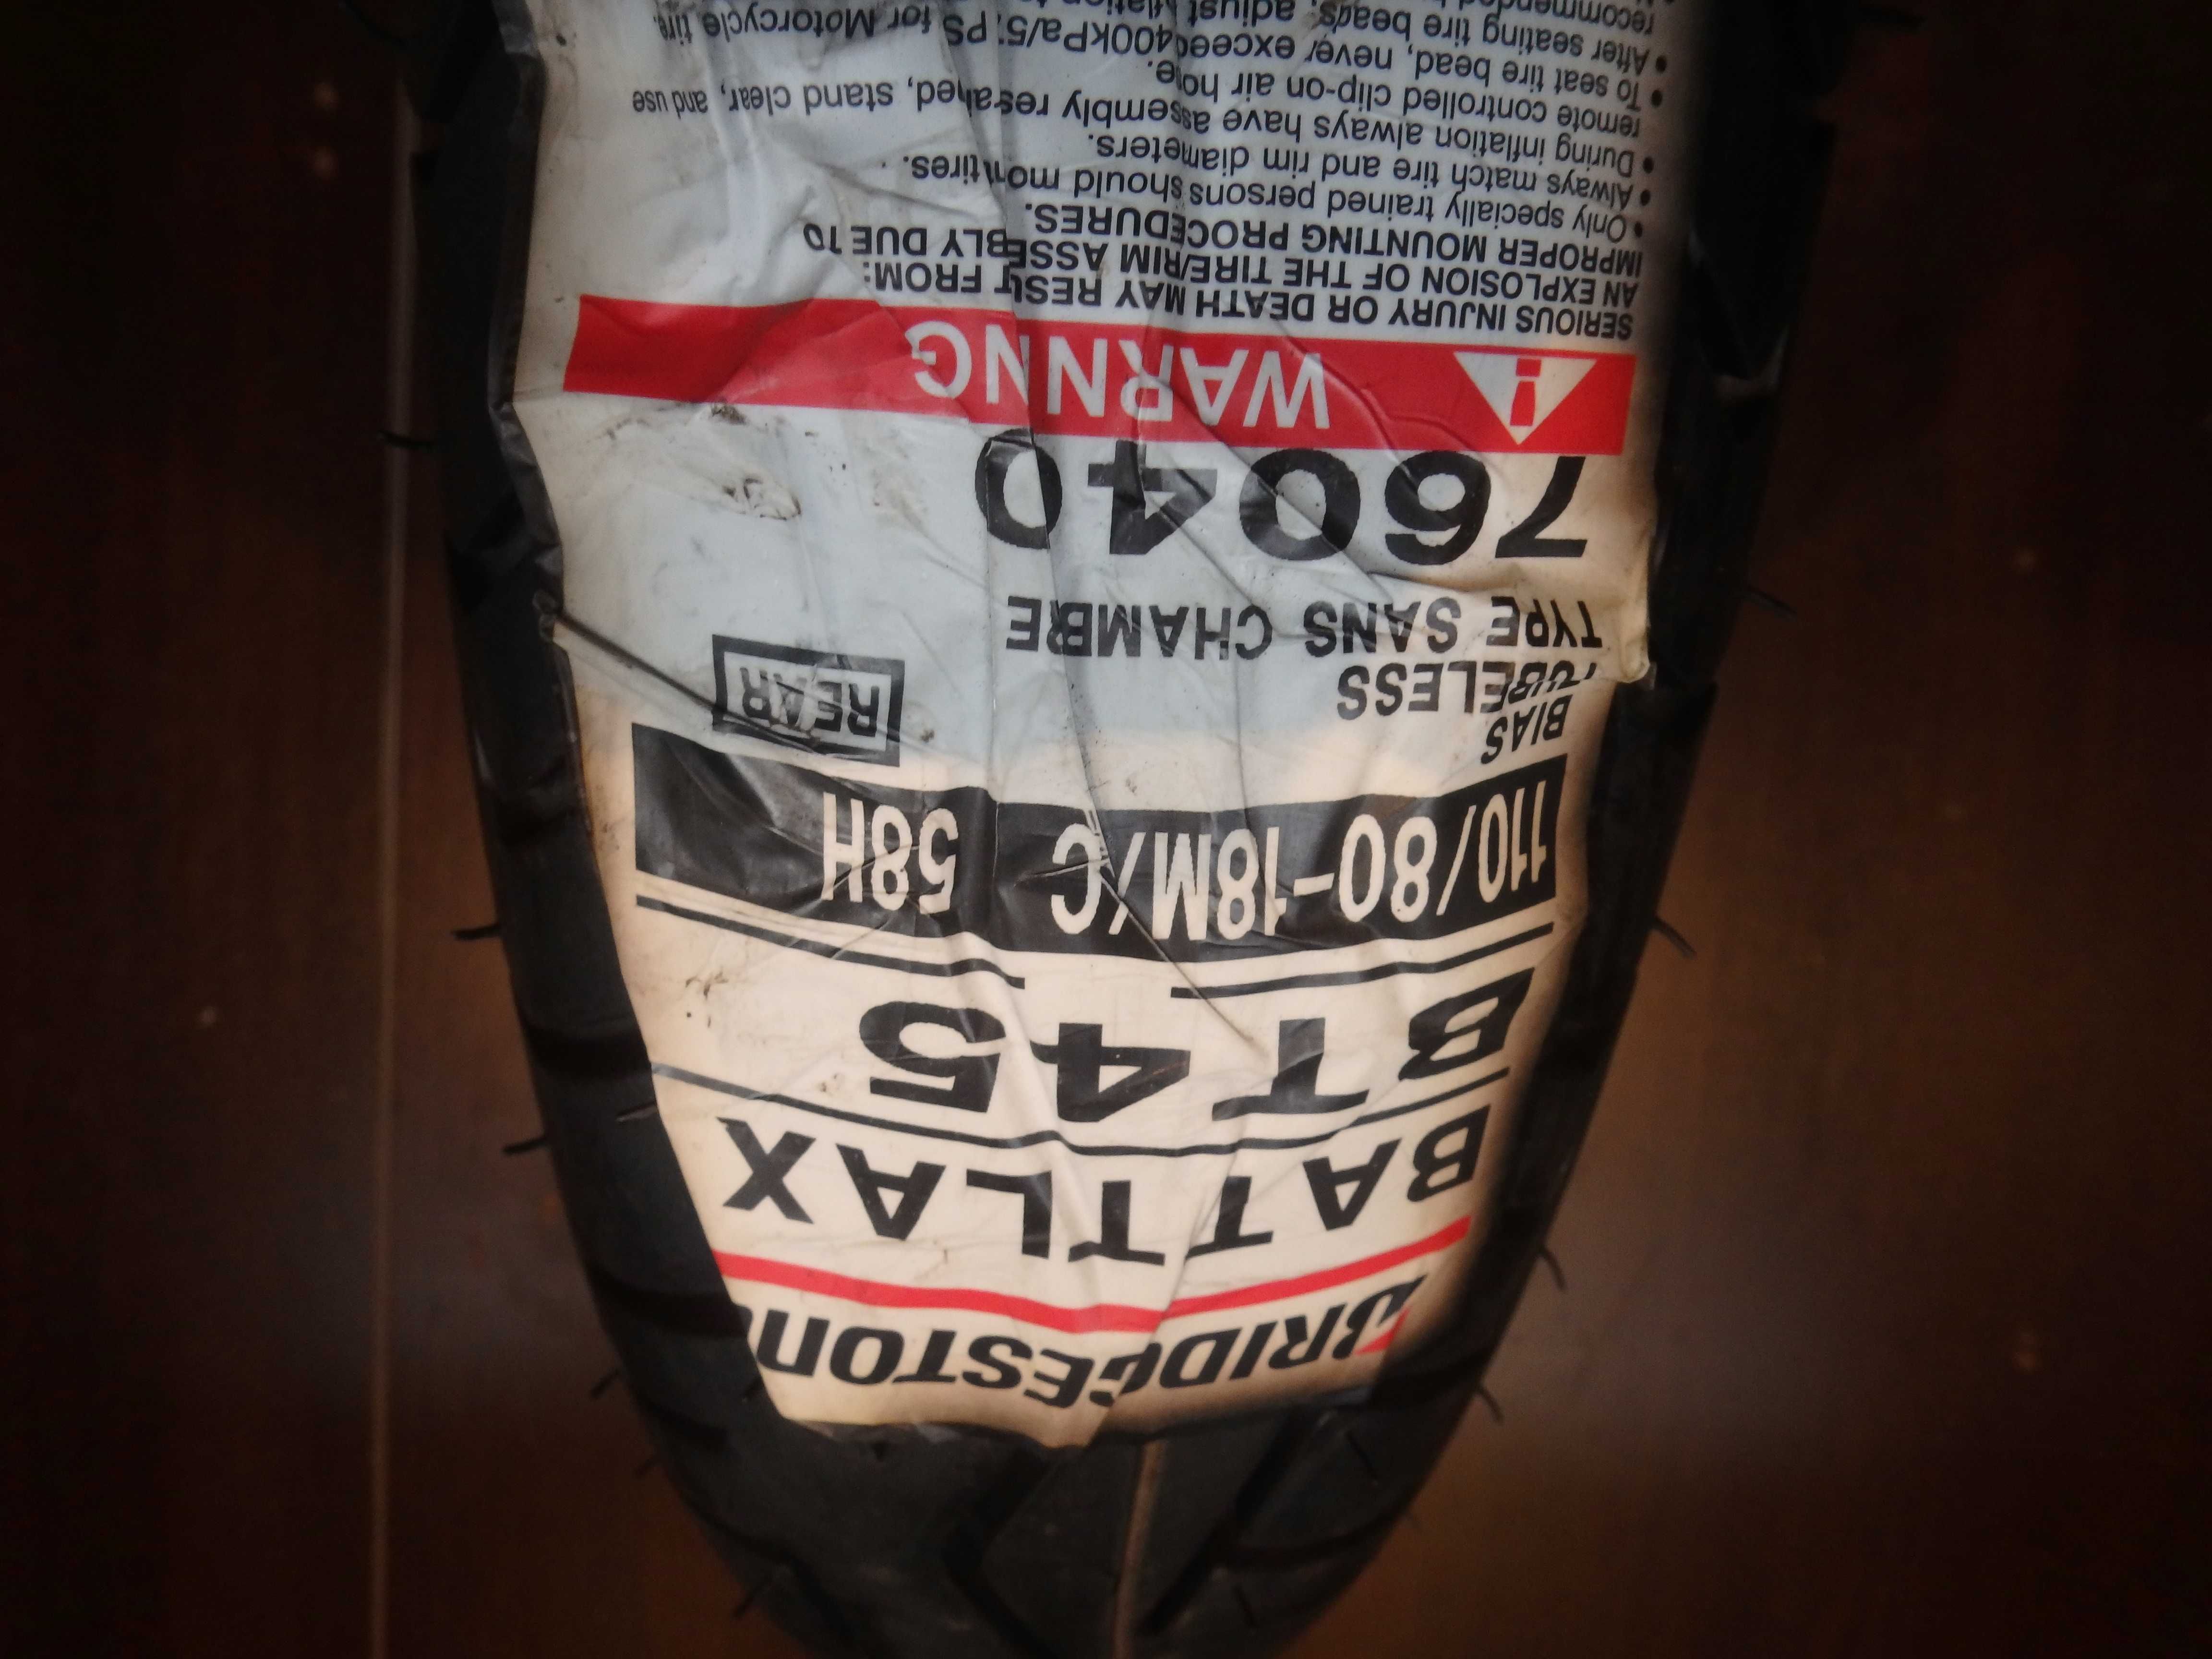 BRIDGESTON
BATTLAX
BT45
110/80-18M/C 58H
BIAS
TUBELESS
TYPE SANS CHAMBRE
REAR
76040
WARNNG
SERIOUS INJURY OR DEATH MAY RESULT FROM:
AN EXPLOSION OF THE TIRE/RIM ASSEMBLY DUE TO
IMPROPER MOUNTING PROCEDURES.
• Only specially trained persons should mount tires.
• Always match tire and rim diameters.
• During inflation always have assembly restrained, stand clear, and use
remote controlled clip-on air hose.
• To seat tire bead, never exceed 400kPa/57PS for Motorcycle tire.
• After seating tire beads, adjust